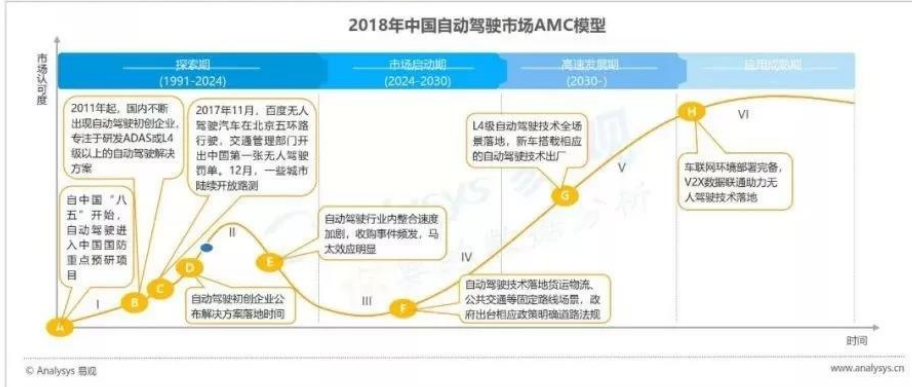 2018年中国自动驾驶市场AMC模型
市场认可度
探索期
(1991-2024)
市场启动期
(2024-2030)
高速发展期
(2030-)
应用成熟期
2011年起，国内不断
出现自动驾驶初创企业，
专注于研发ADAS或L4
级以上的自动驾驶解决
方案
2017年11月，百度无人
驾驶汽车在北京五环路
行驶，交通管理部门开
出中国第一张无人驾驶
罚单。12月，一些城市
陆续开放路测
L4级自动驾驶技术全场
景落地，新车搭载相应
的自动驾驶技术出厂
车联网环境部署完备，
V2X数据联通助力无
人驾驶技术落地
自中国“八
五”开始，
自动驾驶进
入中国国防
重点预研项
目
自动驾驶行业内整合速度
加剧，收购事件频发，马
太效应明显
自动驾驶初创企业公
布解决方案落地时间
自动驾驶技术落地货运物流、
公共交通等固定路线场景，政
府出台相应政策明确道路法规
A
B
C
D
E
F
G
H
I
II
III
IV
V
VI
时间
© Analysys 易观
www.analysys.cn